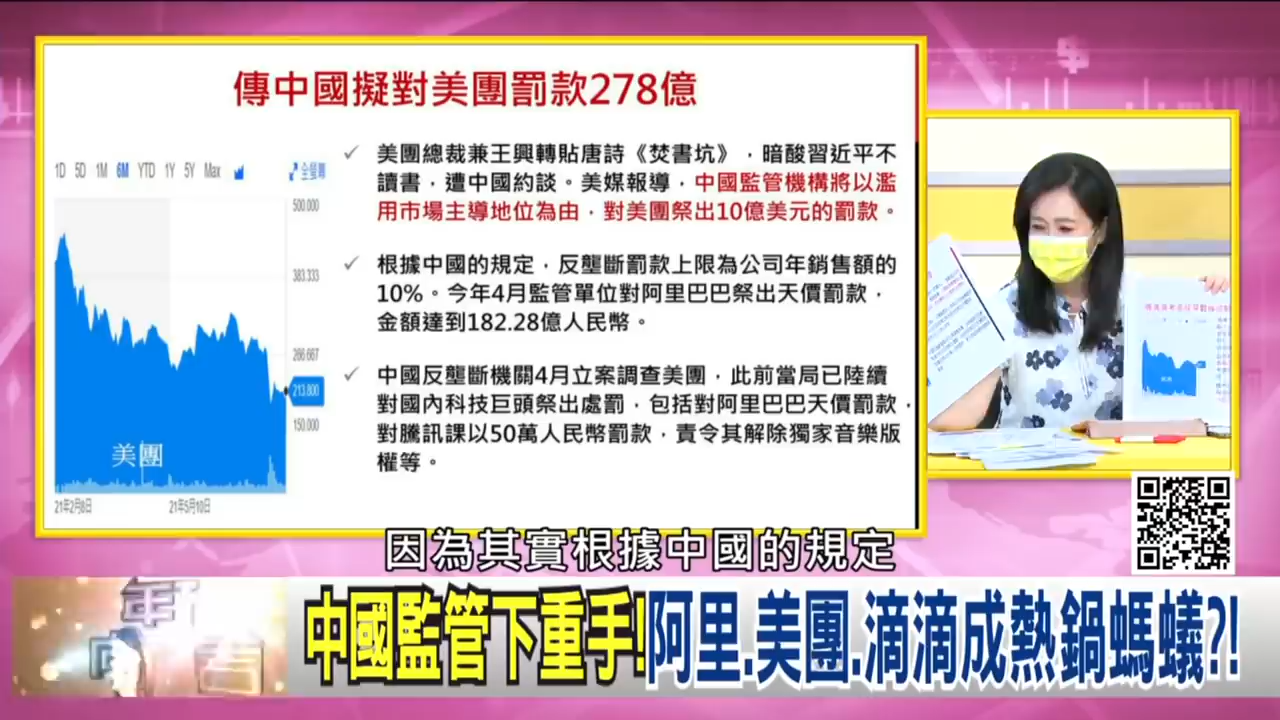 傳中國擬對美團罰款278億
1D 5D 1M 6M YTD 1Y 5Y Max 全螢幕
500.000
383.333
266.667
213.800
150.000
美團
21年2月8日 21年5月10日
✓ 美團總裁兼王興轉貼唐詩《焚書坑》，暗酸習近平不
讀書，遭中國約談。美媒報導，中國監管機構將以濫
用市場主導地位為由，對美團祭出10億美元的罰款。
✓ 根據中國的規定，反壟斷罰款上限為公司年銷售額的
10%。今年4月監管單位對阿里巴巴祭出天價罰款，
金額達到182.28億人民幣。
✓ 中國反壟斷機關4月立案調查美團，此前當局已陸續
對國內科技巨頭祭出處罰，包括對阿里巴巴天價罰款，
對騰訊課以50萬人民幣罰款，責令其解除獨家音樂版
權等。
因為其實根據中國的規定
中國監管下重手!阿里.美團.滴滴成熱鍋螞蟻?!